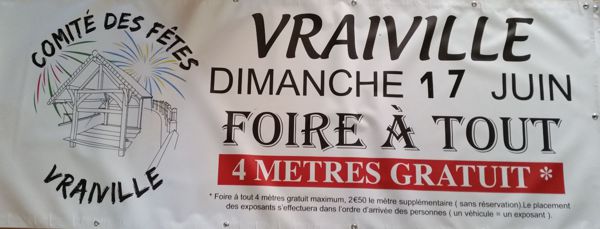 COMITÉ DES FÊTES
VRAIVILLE
VRAIVILLE
DIMANCHE 17 JUIN
FOIRE À TOUT
4 METRES GRATUIT *
* Foire à tout 4 mètres gratuit maximum, 2€50 le mètre supplémentaire ( sans réservation).Le placement
des exposants s'effectuera dans l'ordre d'arrivée des personnes ( un véhicule = un exposant ).